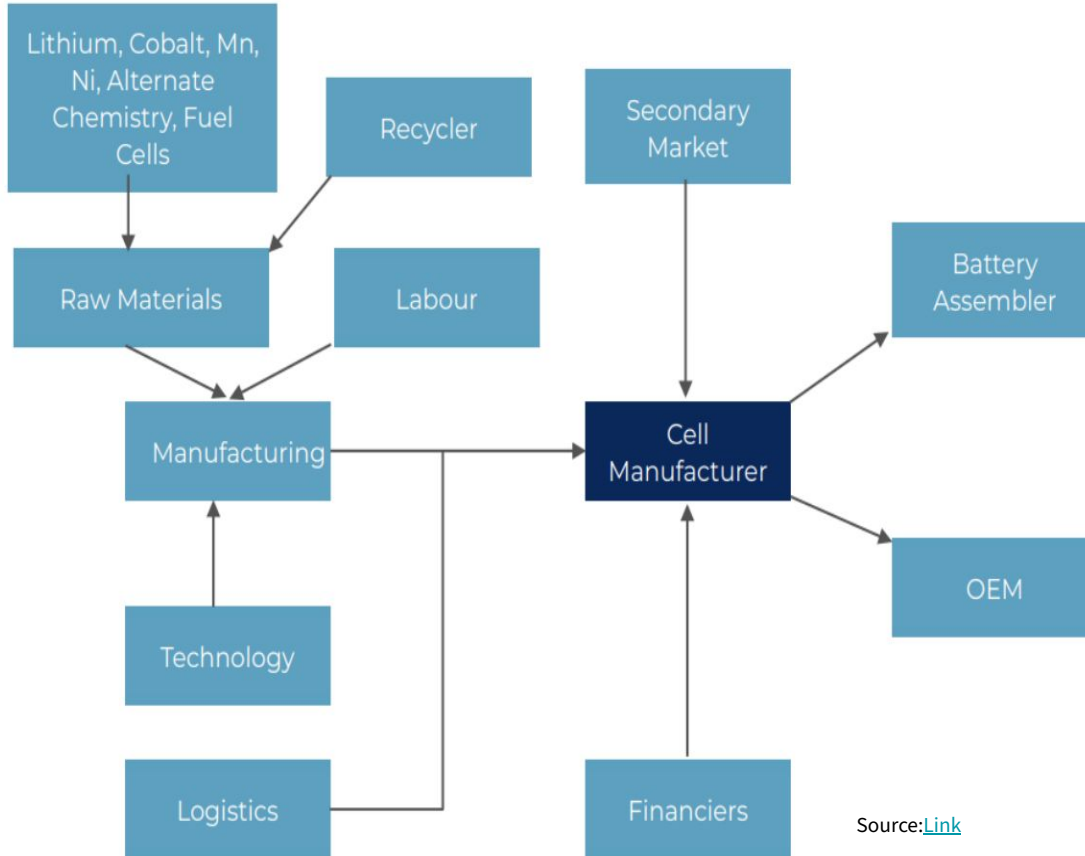 Lithium, Cobalt, Mn,
Ni, Alternate
Chemistry, Fuel
Cells
Recycler
Secondary
Market
Raw Materials
Labour
Battery
Assembler
Manufacturing
Cell
Manufacturer
OEM
Technology
Logistics
Financiers
Source:Link